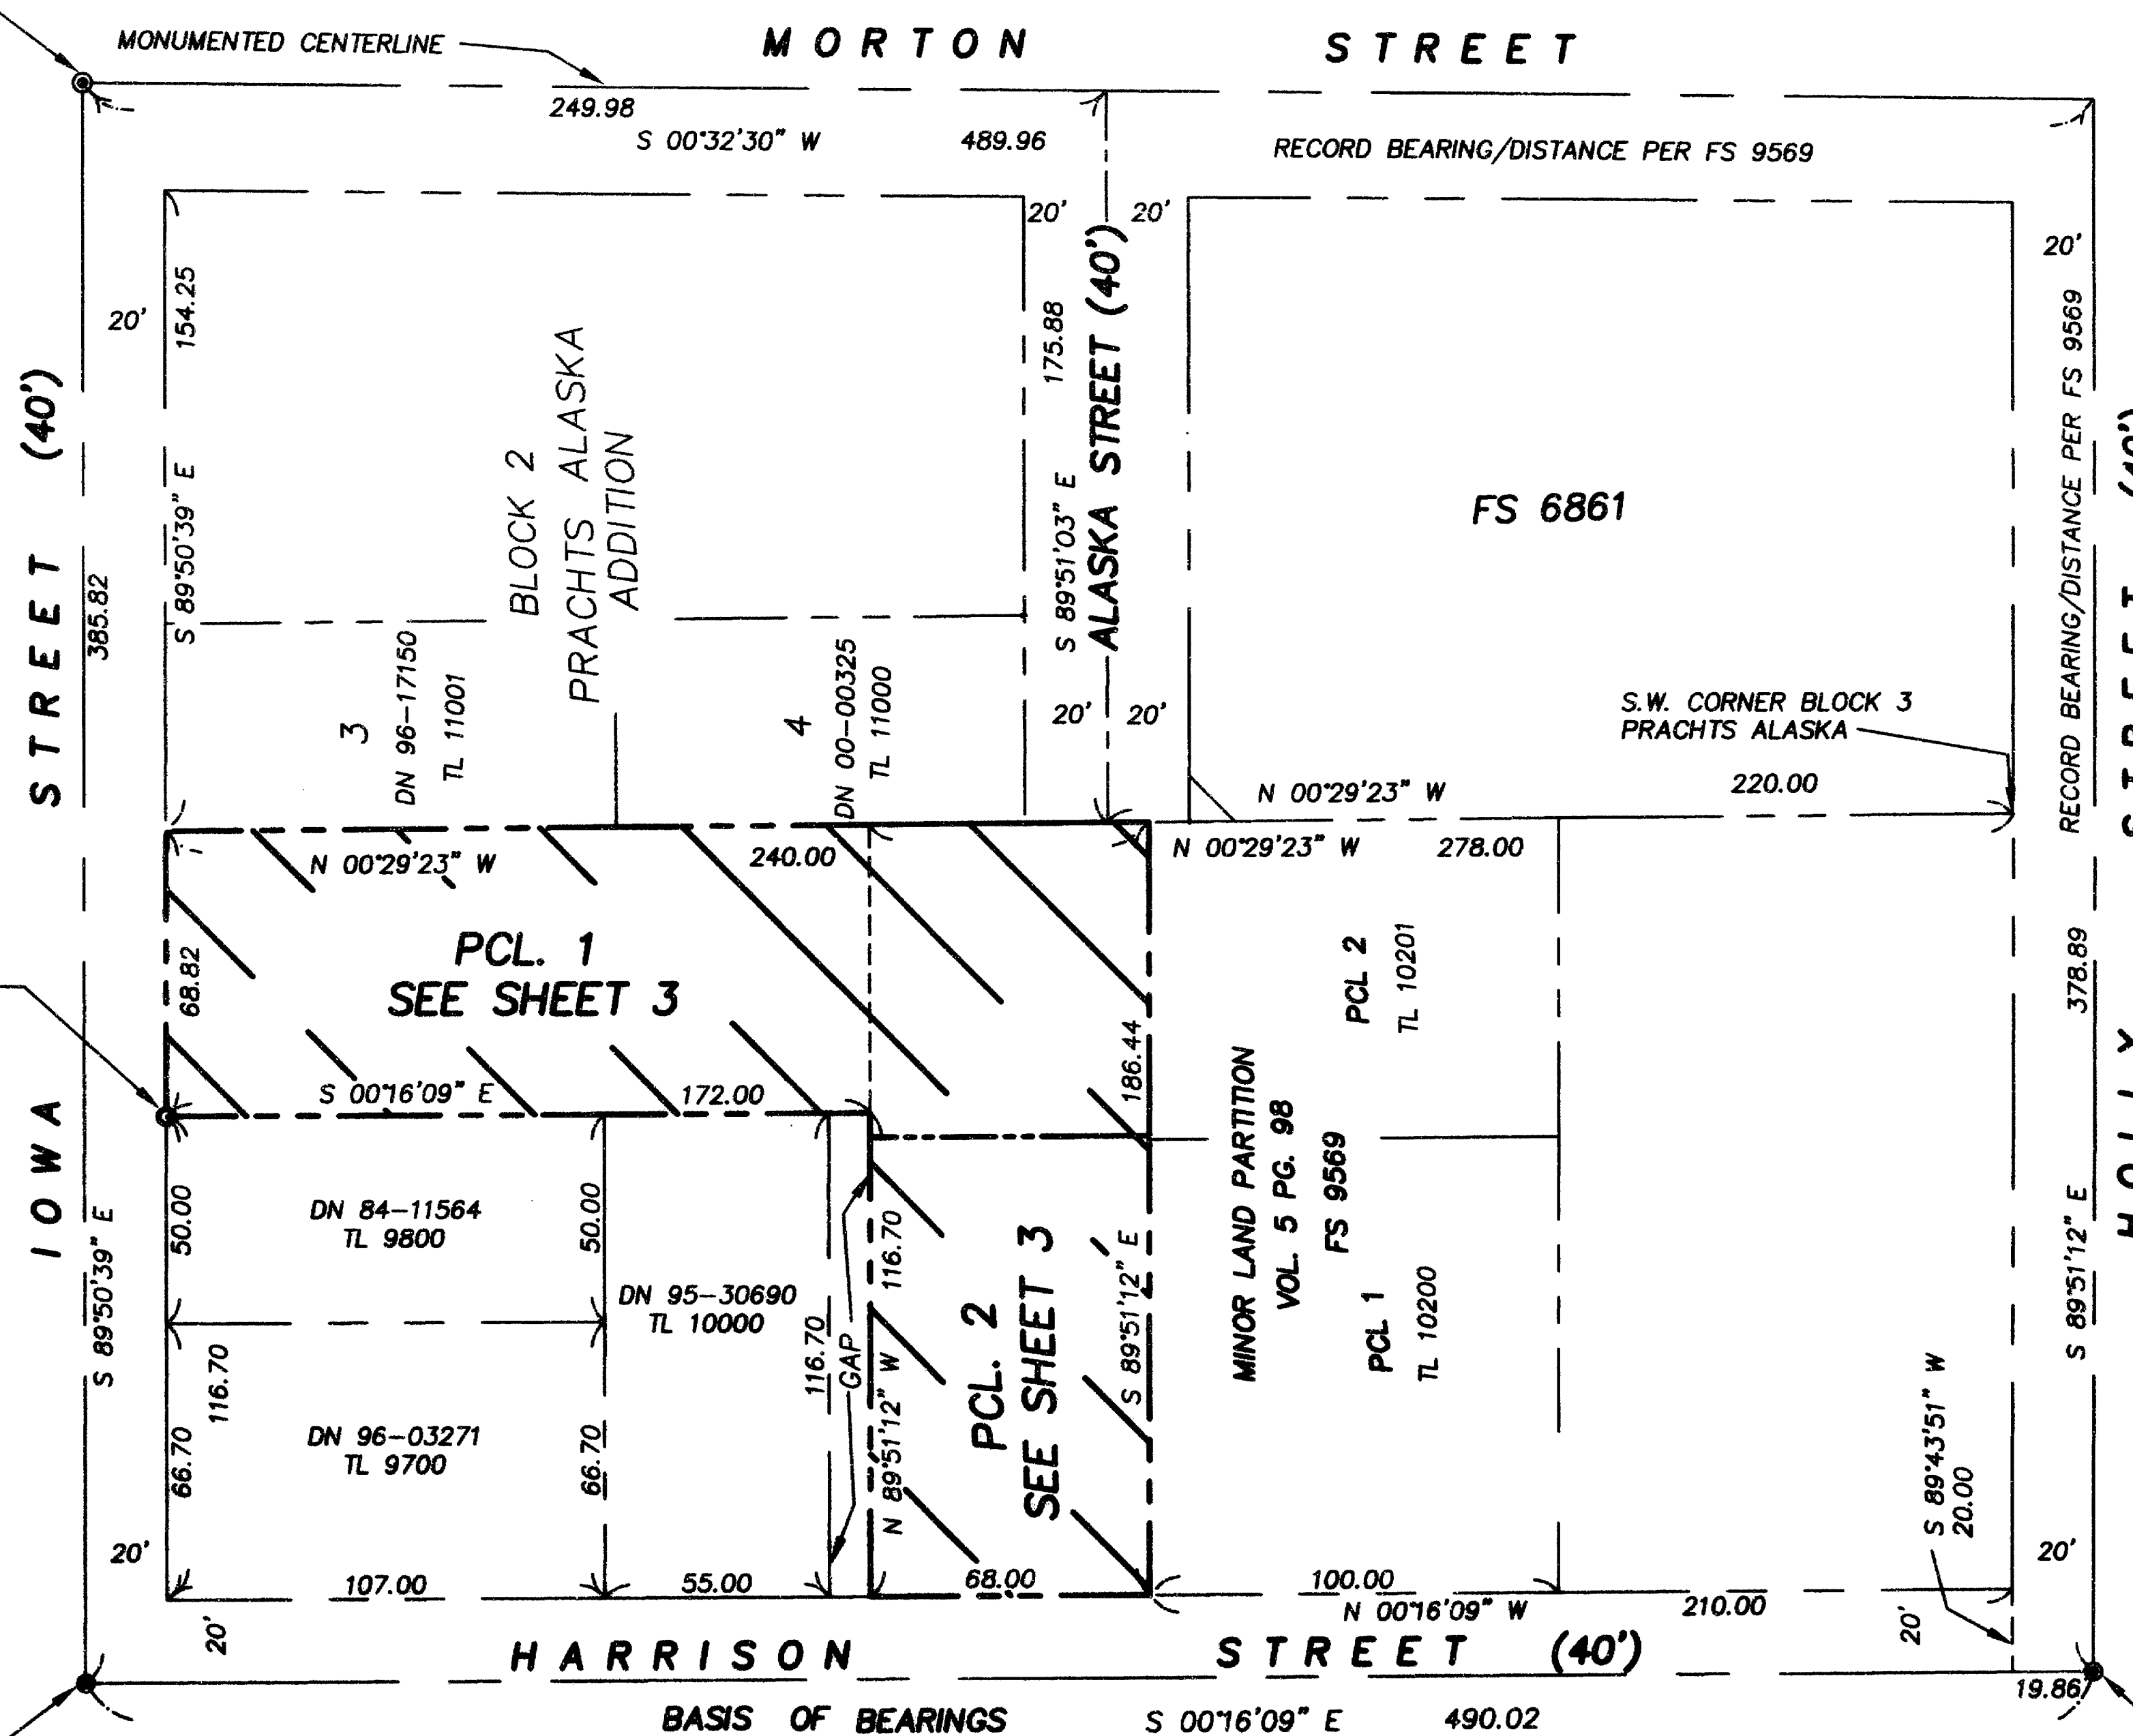 MONUMENTED CENTERLINE
MORTON STREET
249.98
S 00°32'30" W 489.96
RECORD BEARING/DISTANCE PER FS 9569
20' 20'
20'
20'
154.25
S 89°50'39" E
STREET (40')
385.82
BLOCK 2
PRACHTS ALASKA
ADDITION
175.88
S 89°51'03" E
ALASKA STREET (40')
FS 6861
RECORD BEARING/DISTANCE PER FS 9569
3
DN 96-17150
TL 11001
4
DN 00-00325
TL 11000
20' 20'
S.W. CORNER BLOCK 3
PRACHTS ALASKA
N 00°29'23" W 220.00
N 00°29'23" W 240.00
N 00°29'23" W 278.00
PCL. 1
SEE SHEET 3
68.82
186.44
PCL 2
TL 10201
378.89
S 00°16'09" E 172.00
IOWA
S 89°50'39" E
50.00
DN 84-11564
TL 9800
50.00
DN 95-30690
TL 10000
116.70
GAP
116.70
N 89°51'12" W
PCL. 2
SEE SHEET 3
S 89°51'12" E
MINOR LAND PARTITION
VOL. 5 PG. 98
FS 9569
PCL 1
TL 10200
S 89°51'12" E
HOLLY STREET (40')
116.70
66.70
DN 96-03271
TL 9700
66.70
S 89°43'51" W
20.00
20'
20'
107.00 55.00 68.00 100.00
N 00°16'09" W 210.00
20'
20'
HARRISON STREET (40')
19.86
BASIS OF BEARINGS S 00°16'09" E 490.02